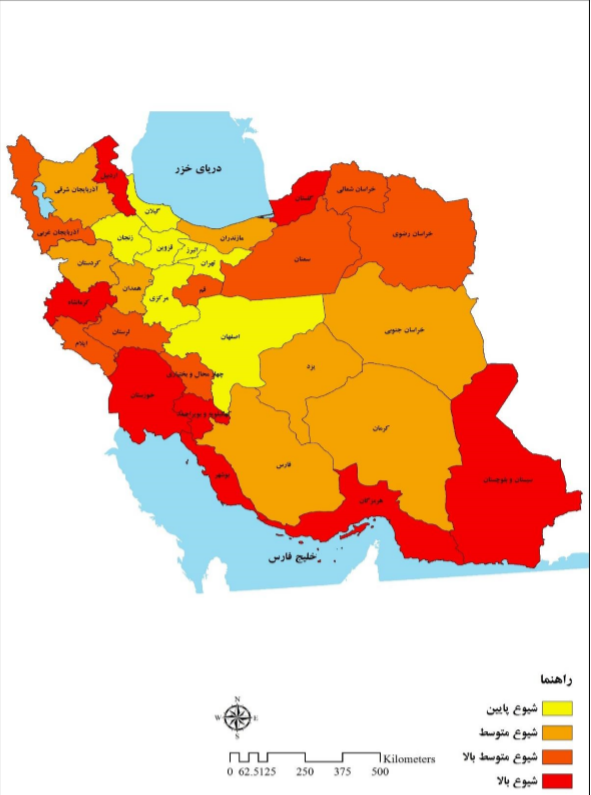 دریای خزر
اردبیل
آذربایجان شرقی
گیلان
خراسان شمالی
گلستان
آذربایجان غربی
زنجان
قزوین
البرز
مازندران
خراسان رضوی
تهران
سمنان
کردستان
همدان
مرکزی
قم
کرمانشاه
لرستان
ایلام
اصفهان
خراسان جنوبی
چهار محال و بختیاری
یزد
خوزستان
کهگیلویه و بویراحمد
کرمان
فارس
بوشهر
سیستان و بلوچستان
هرمزگان
خلیج فارس
راهنما
شیوع پایین
شیوع متوسط
شیوع متوسط بالا
شیوع بالا
N
W E
S
Kilometers
0 62.5125 250 375 500